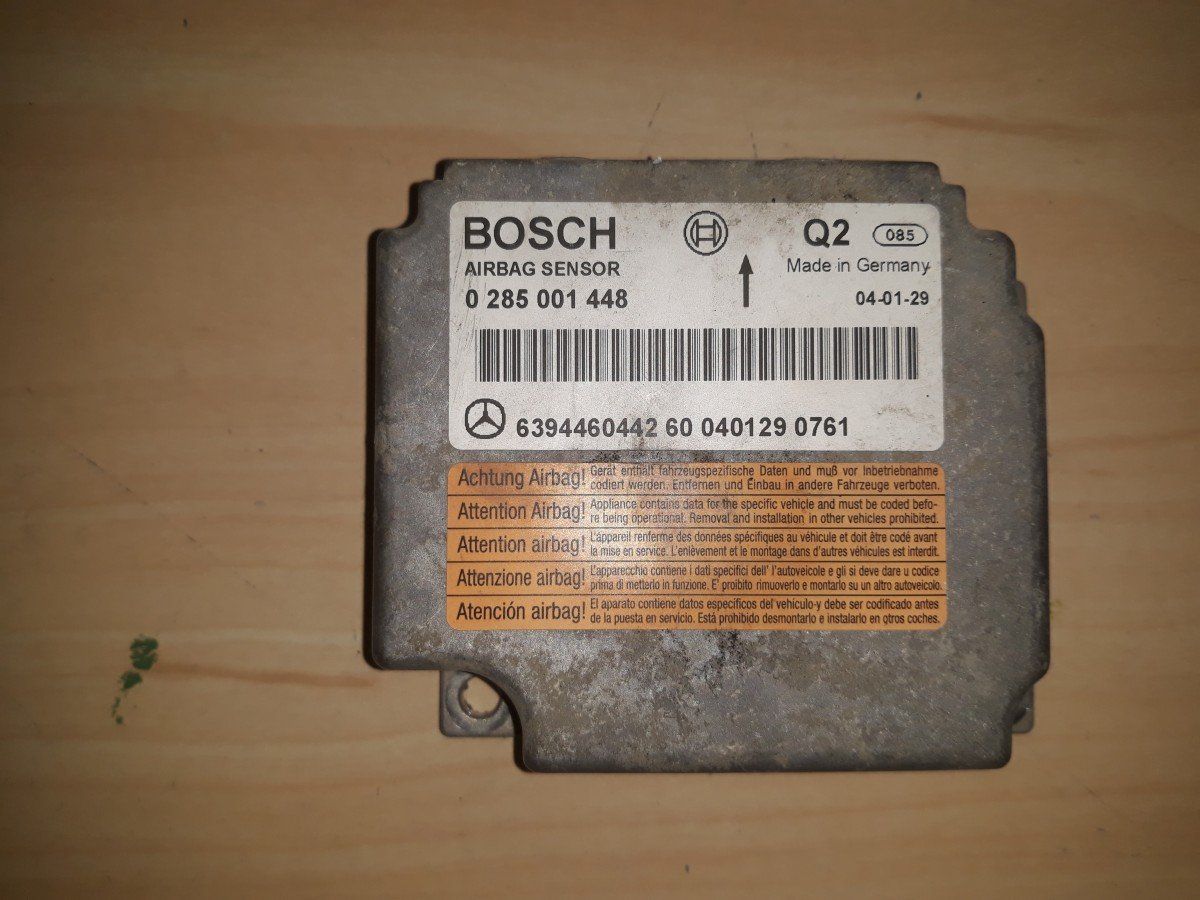 BOSCH Q2 085
AIRBAG SENSOR Made in Germany
0 285 001 448 04-01-29
6394460442 60 040129 0761
Achtung Airbag! Gerät enthält fahrzeugspezifische Daten und muß vor Inbetriebnahme
codiert werden. Entfernen und Einbau in andere Fahrzeuge verboten.
Attention Airbag! Appliance contains data for the specific vehicle and must be coded befo-
re being operational. Removal and installation in other vehicles prohibited.
Attention airbag! L'appareil renferme des données spécifiques au véhicule et doit être codé avant
la mise en service. L'enièvement et le montage dans d'autres véhicules est interdit.
Attenzione airbag! L'apparecchio contiene i dati specifici dell' l'autoveicole e gli si deve dare u codice
prima di metterlo in funzione. E' proibito rimuoverlo e montarlo su un altro autoveicolo.
Atención airbag! El aparato contiene datos específicos del vehículo y debe ser codificado antes
de la puesta en servicio. Está prohibido desmontarlo e instalarlo en otros coches.